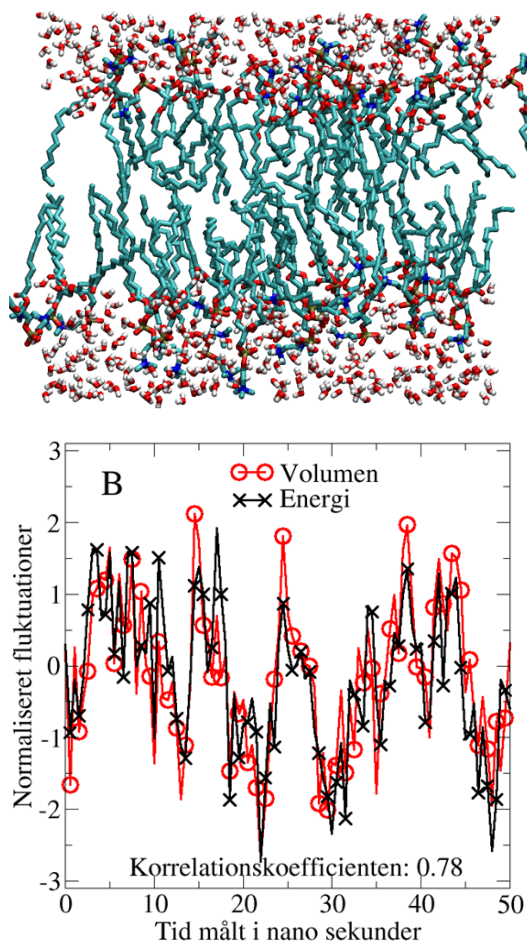 3
B
Volumen
Energi
2
1
0
-1
-2
-3
Normaliseret fluktuationer
Korrelationskoefficienten: 0.78
0 10 20 30 40 50
Tid målt i nano sekunder